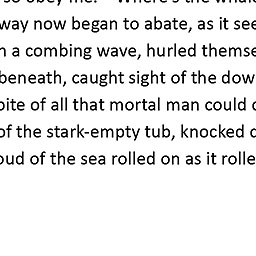 so obey me." "Where's the whal
way now began to abate, as it see
n a combing wave, hurled themse
beneath, caught sight of the dow
pite of all that mortal man could
of the stark-empty tub, knocked
oud of the sea rolled on as it rolle